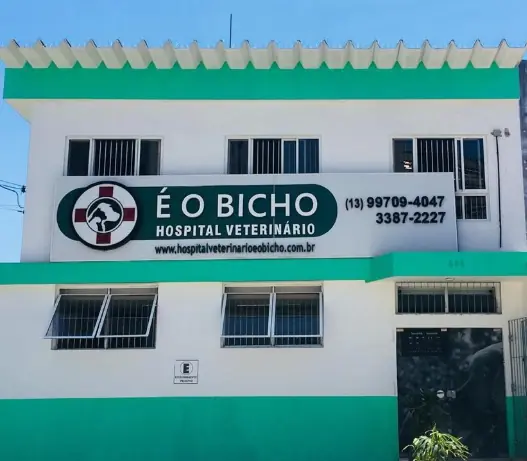 É O BICHO
HOSPITAL VETERINÁRIO
www.hospitalveterinarioeobicho.com.br
(13) 99709-4047
3387-2227
E